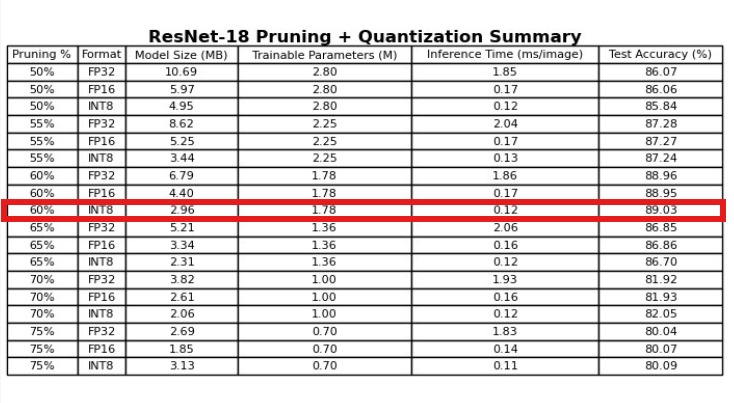 ResNet-18 Pruning + Quantization Summary
Pruning % Format Model Size (MB) Trainable Parameters (M) Inference Time (ms/image) Test Accuracy (%)
50% FP32 10.69 2.80 1.85 86.07
50% FP16 5.97 2.80 0.17 86.06
50% INT8 4.95 2.80 0.12 85.84
55% FP32 8.62 2.25 2.04 87.28
55% FP16 5.25 2.25 0.17 87.27
55% INT8 3.44 2.25 0.13 87.24
60% FP32 6.79 1.78 1.86 88.96
60% FP16 4.40 1.78 0.17 88.95
60% INT8 2.96 1.78 0.12 89.03
65% FP32 5.21 1.36 2.06 86.85
65% FP16 3.34 1.36 0.16 86.86
65% INT8 2.31 1.36 0.12 86.70
70% FP32 3.82 1.00 1.93 81.92
70% FP16 2.61 1.00 0.16 81.93
70% INT8 2.06 1.00 0.12 82.05
75% FP32 2.69 0.70 1.83 80.04
75% FP16 1.85 0.70 0.14 80.07
75% INT8 3.13 0.70 0.11 80.09